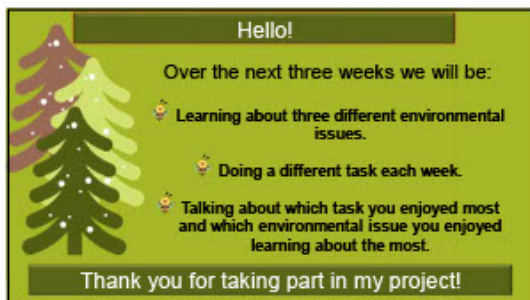 Hello!
Over the next three weeks we will be:
Learning about three different environmental
issues.
Doing a different task each week.
Talking about which task you enjoyed most
and which environmental issue you enjoyed
learning about the most.
Thank you for taking part in my project!